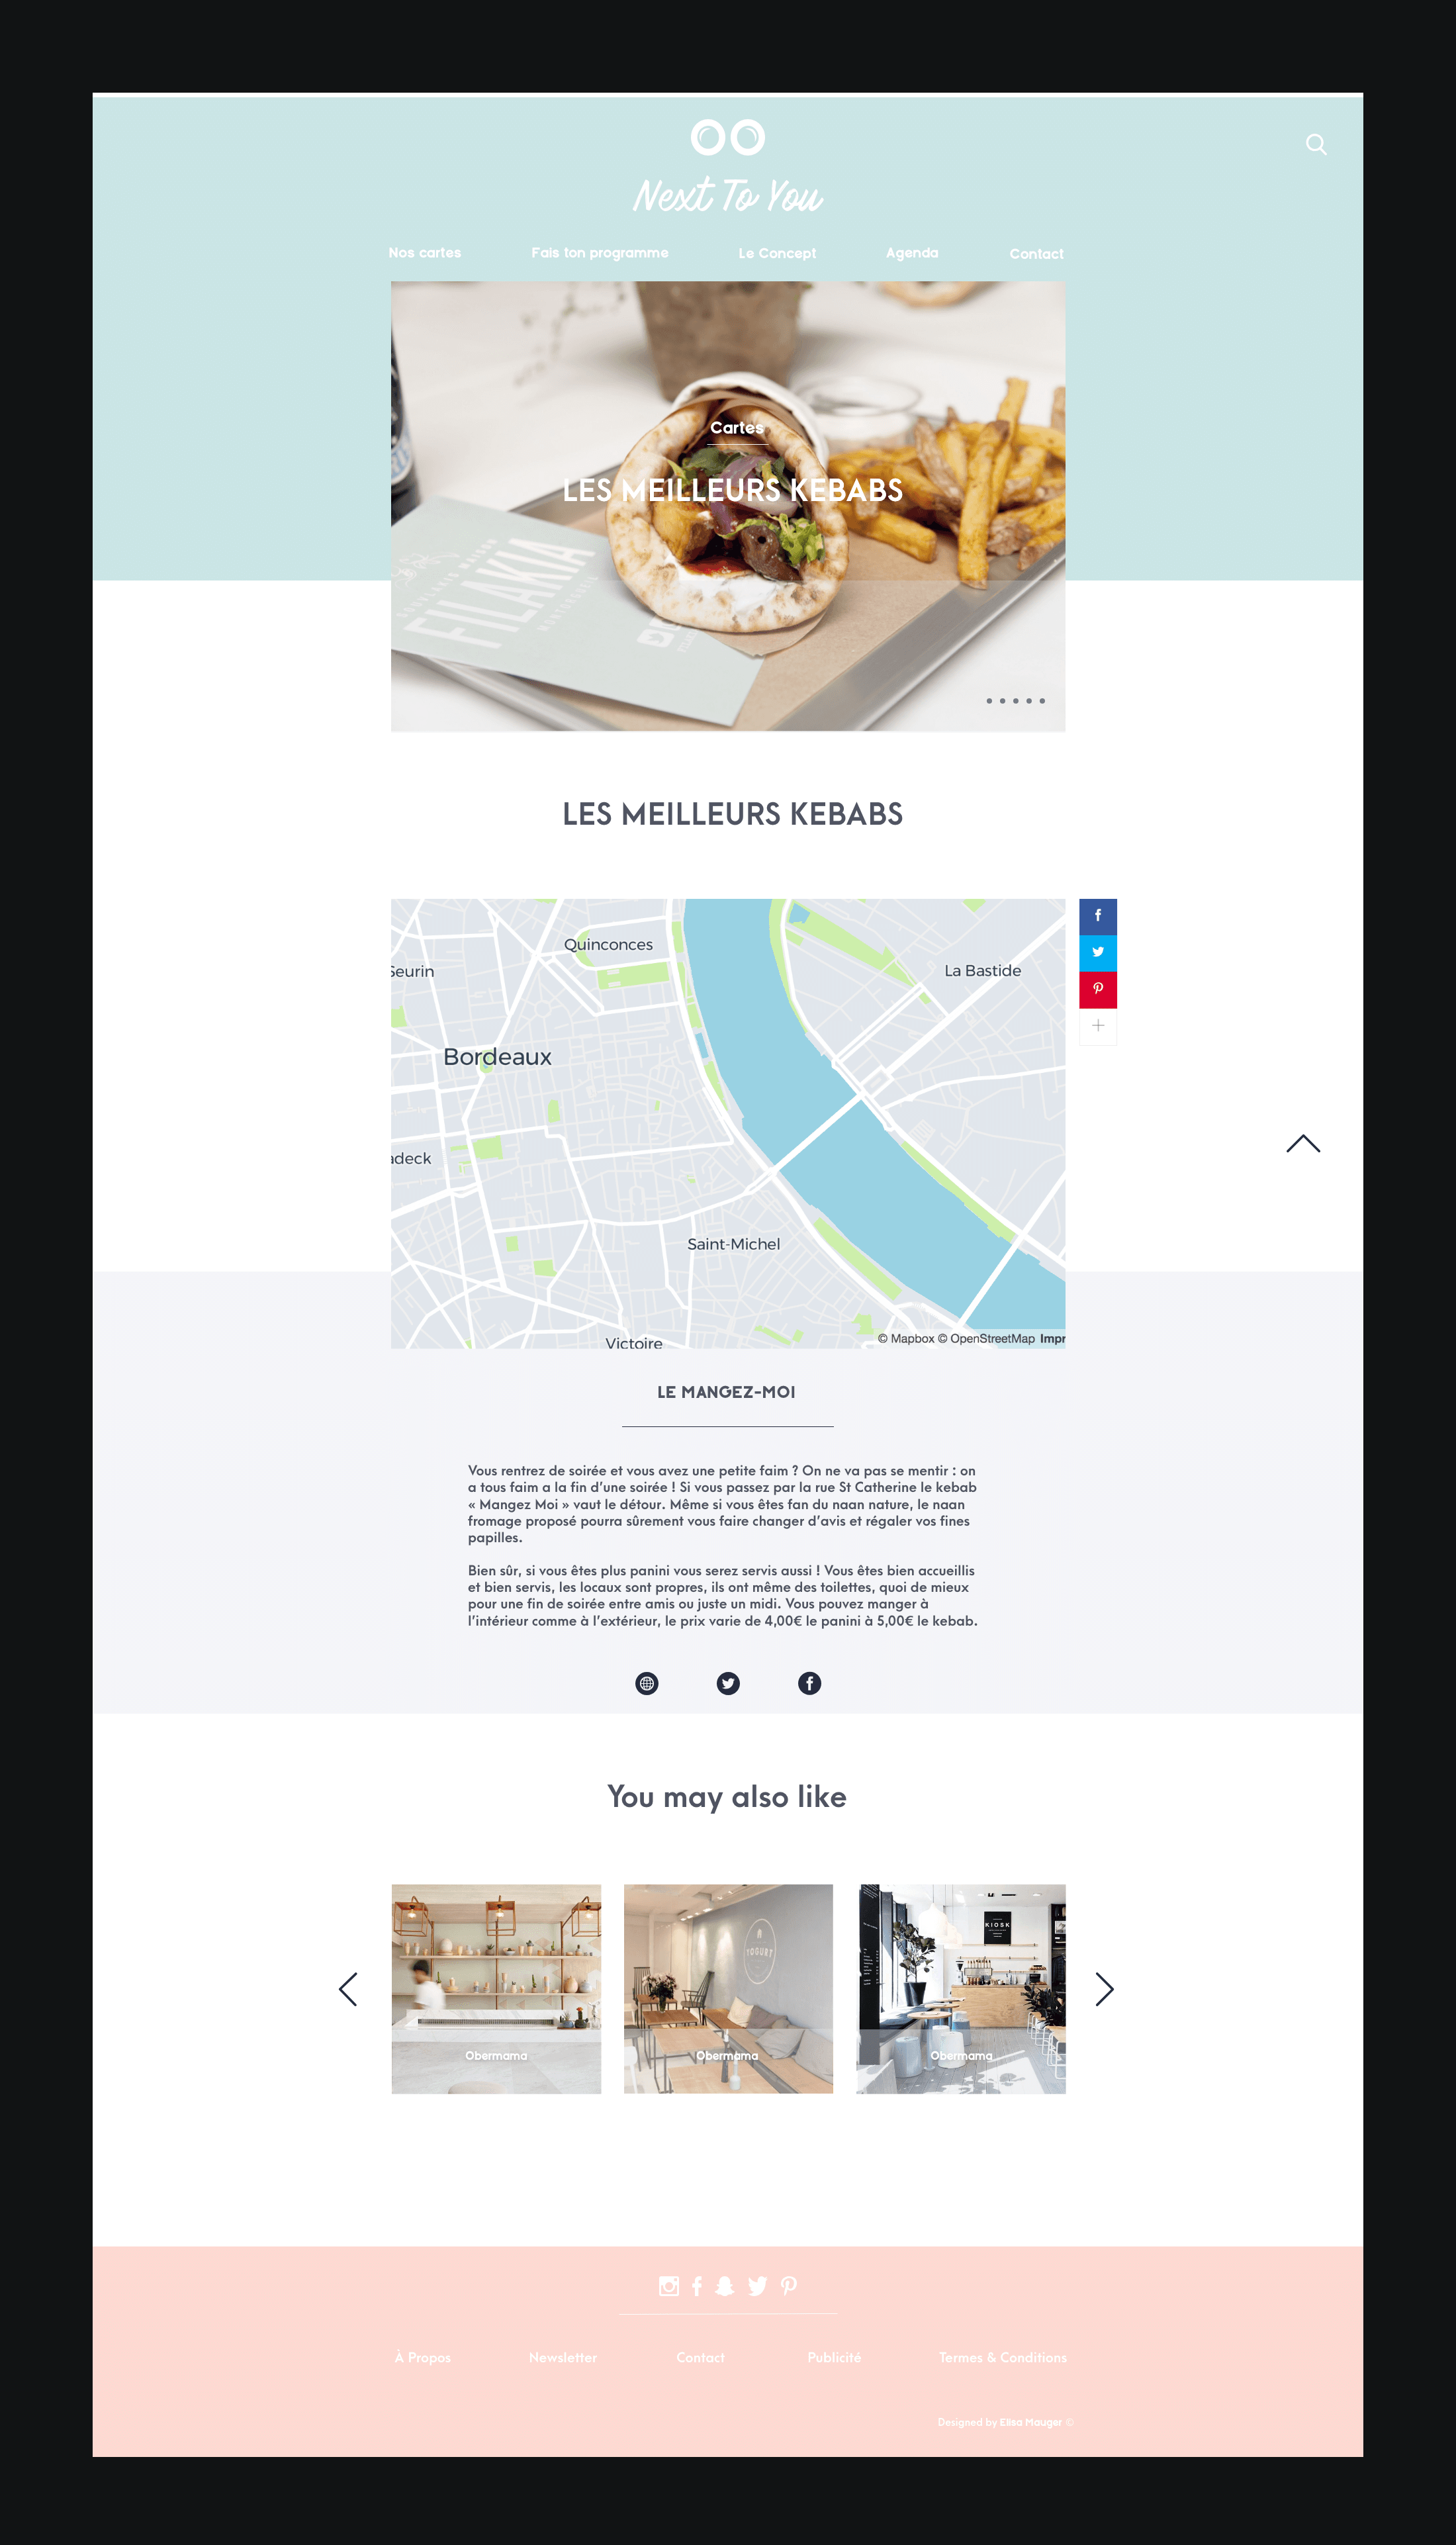 Next To You
Nos cartes
Fais ton programme
Le Concept
Agenda
Contact
Cartes
LES MEILLEURS KEBABS
SOUVLAKIS MAISON
FILAKIA
LES MEILLEURS KEBABS
Quinconces
Seurin
La Bastide
Bordeaux
adeck
Saint-Michel
Victoire
© Mapbox © OpenStreetMap Impr
LE MANGEZ-MOI
Vous rentrez de soirée et vous avez une petite faim ? On ne va pas se mentir : on
a tous faim a la fin d'une soirée ! Si vous passez par la rue St Catherine le kebab
« Mangez Moi » vaut le détour. Même si vous êtes fan du naan nature, le naan
fromage proposé pourra sûrement vous faire changer d'avis et régaler vos fines
papilles.
Bien sûr, si vous êtes plus panini vous serez servis aussi ! Vous êtes bien accueillis
et bien servis, les locaux sont propres, ils ont même des toilettes, quoi de mieux
pour une fin de soirée entre amis ou juste un midi. Vous pouvez manger à
l'intérieur comme à l'extérieur, le prix varie de 4,00€ le panini à 5,00€ le kebab.
You may also like
YOGURT
KIOSK
Obermama
Obermama
Obermama
À Propos
Newsletter
Contact
Publicité
Termes & Conditions
Designed by Elisa Mauger ©